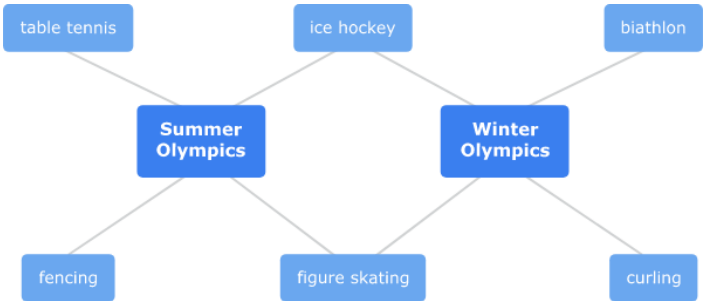 table tennis
ice hockey
biathlon
Summer
Olympics
Winter
Olympics
fencing
figure skating
curling